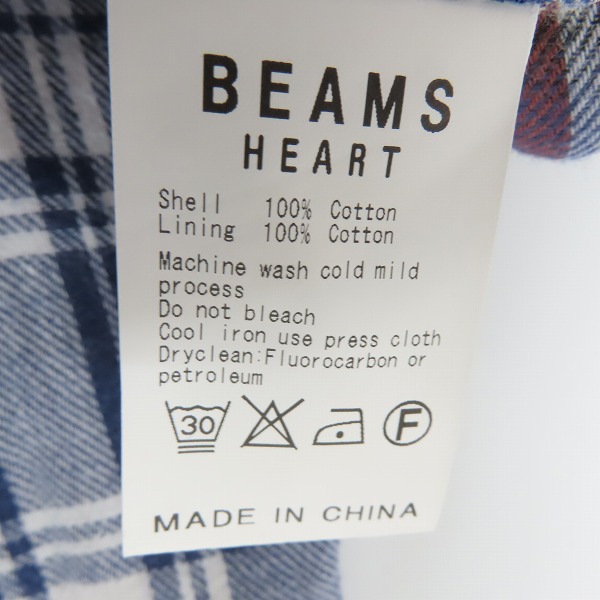 BEAMS
HEART
Shell 100% Cotton
Lining 100% Cotton
Machine wash cold mild
process
Do not bleach
Cool iron use press cloth
Dryclean:Fluorocarbon or
petroleum
30 F
MADE IN CHINA